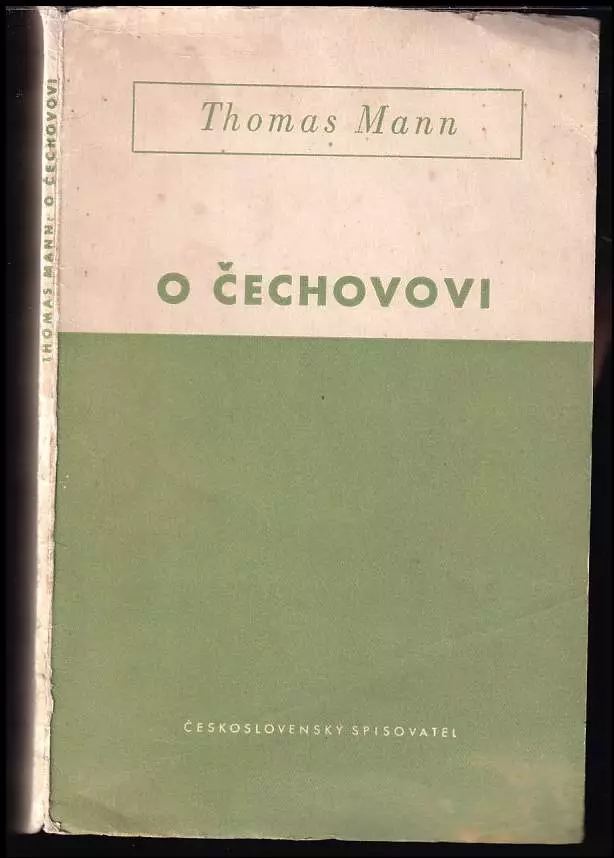 THOMAS MANN: O ČECHOVOVI
Thomas Mann
O ČECHOVOVI
ČESKOSLOVENSKÝ SPISOVATEL